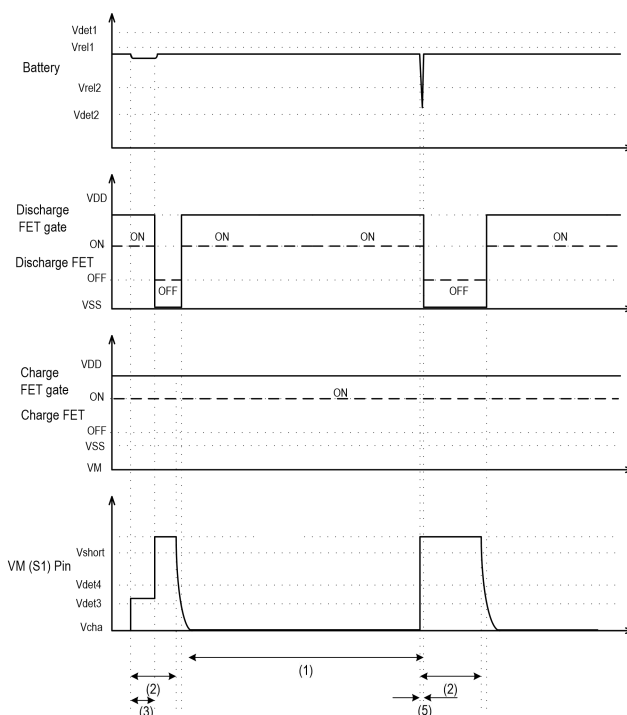 Vdet1
Vrel1
Battery
Vrel2
Vdet2
VDD
Discharge
FET gate
ON
ON
ON
ON
ON
Discharge FET
OFF
OFF
OFF
VSS
VDD
Charge
FET gate
ON
ON
Charge FET
OFF
VSS
VM
Vshort
VM (S1) Pin
Vdet4
Vdet3
Vcha
(1)
(2)
(2)
(3)
(5)